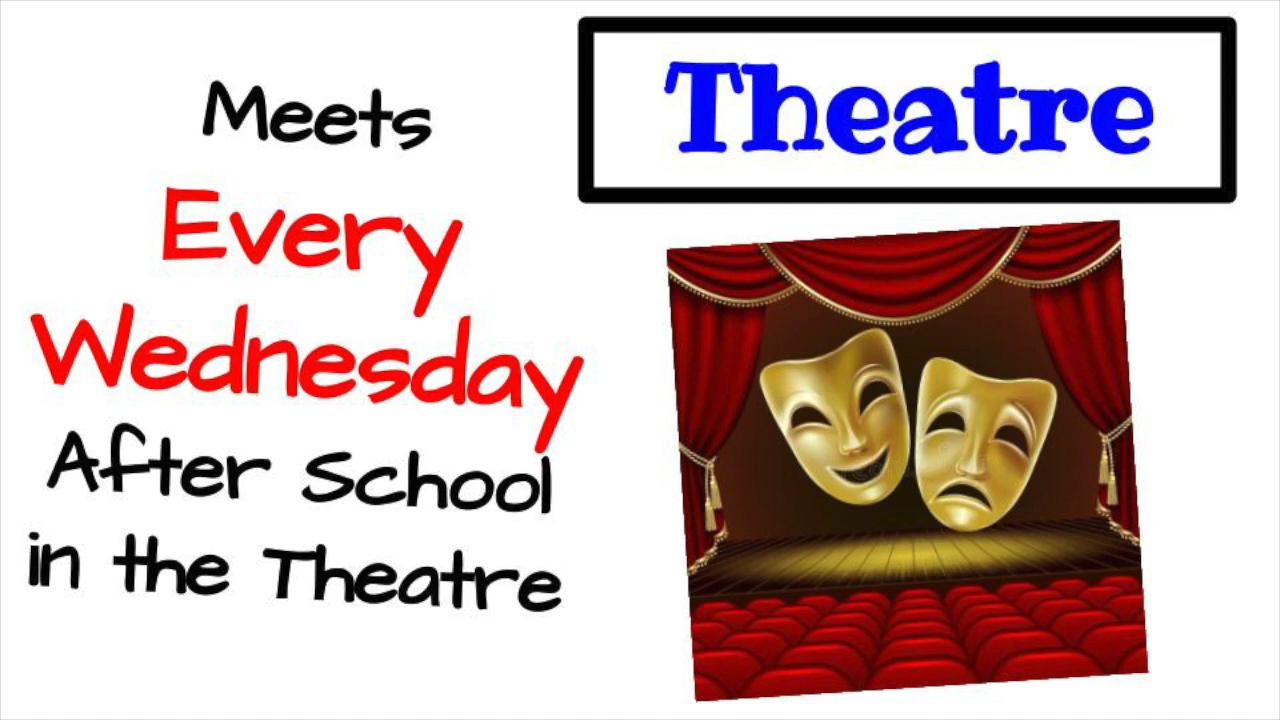 Theatre
Meets
Every
Wednesday
After School
in the Theatre